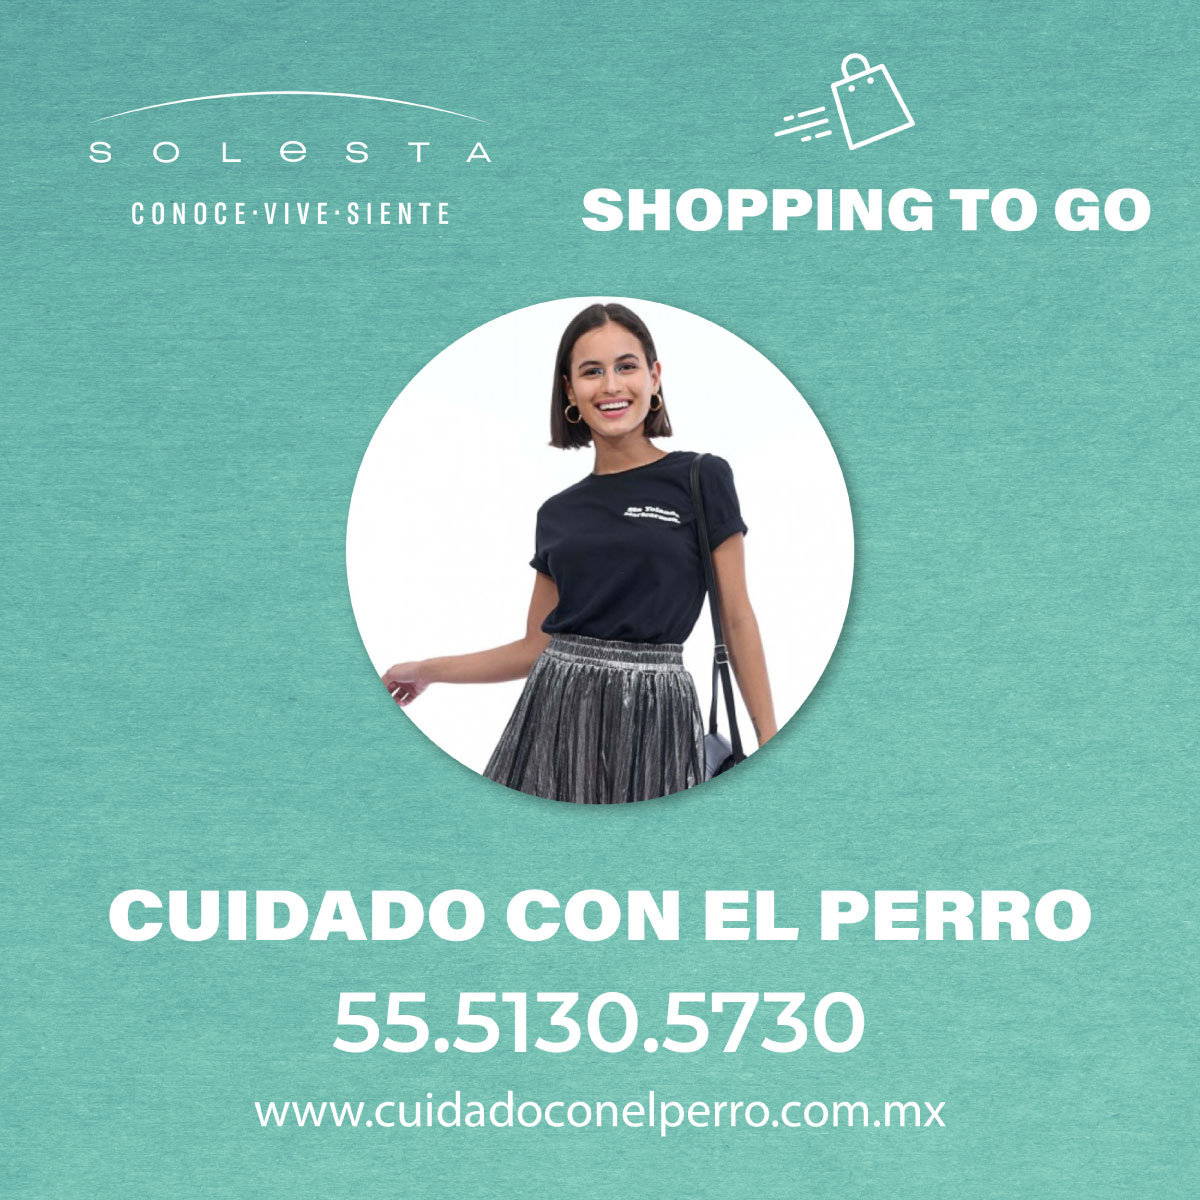 SOLESTA
CONOCE·VIVE·SIENTE
SHOPPING TO GO
CUIDADO CON EL PERRO
55.5130.5730
www.cuidadoconelperro.com.mx